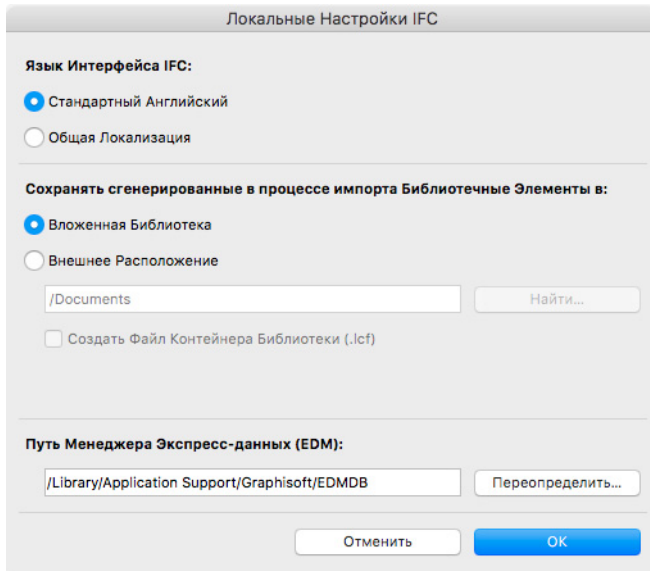 Локальные Настройки IFC
Язык Интерфейса IFC:
Стандартный Английский
Общая Локализация
Сохранять сгенерированные в процессе импорта Библиотечные Элементы в:
Вложенная Библиотека
Внешнее Расположение
/Documents
Найти...
Создать Файл Контейнера Библиотеки (.lcf)
Путь Менеджера Экспресс-данных (EDM):
/Library/Application Support/Graphisoft/EDMDB
Переопределить...
Отменить
OK